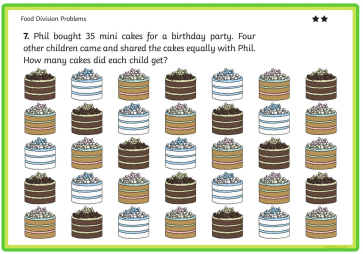 Food Division Problems
7. Phil bought 35 mini cakes for a birthday party. Four
other children came and shared the cakes equally with Phil.
How many cakes did each child get?